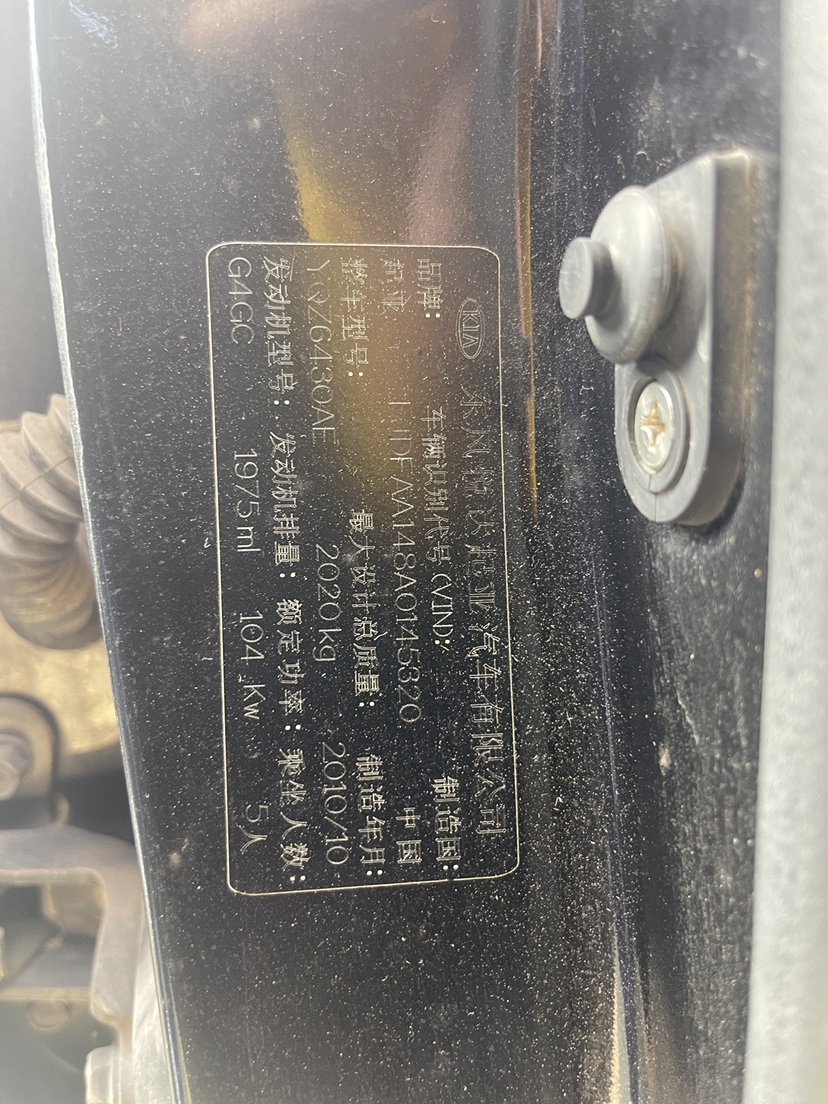 KIA 东风悦达起亚汽车有限公司
品牌: 车辆识别代号(VIN): 制造国:
起亚 LJDFAA148A0145320 中国
整车型号: 最大设计总质量: 制造年月:
YQZ6430AE 2020kg 2010/10
发动机型号: 发动机排量: 额定功率: 乘坐人数:
G4GC 1975ml 104 Kw 5人